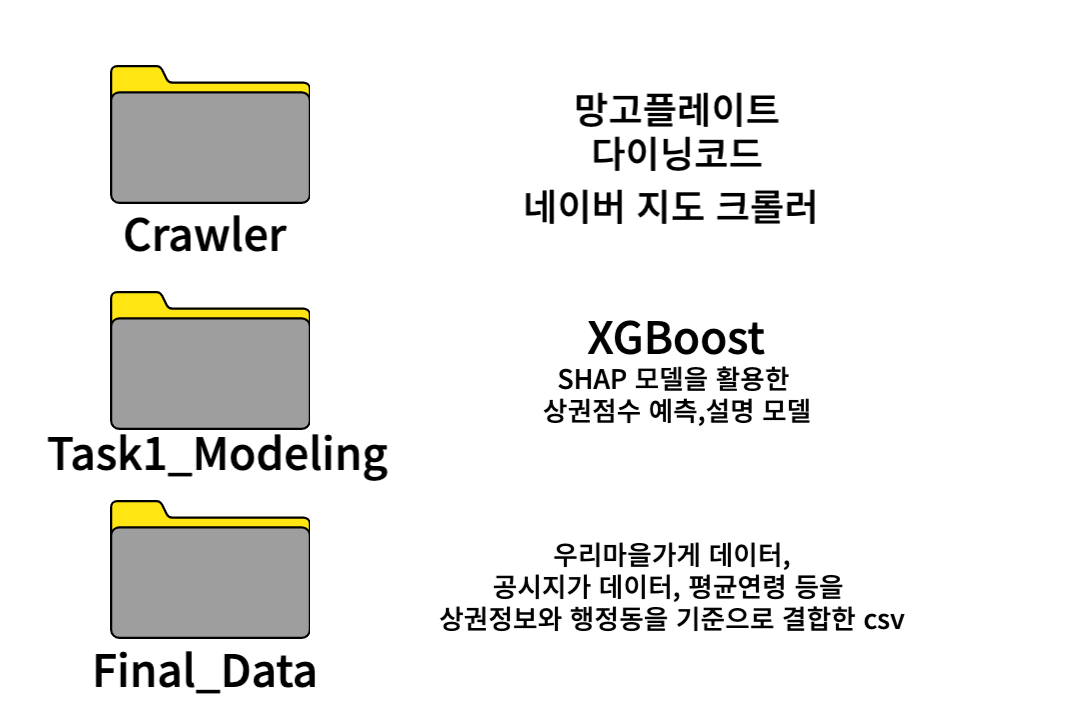 망고플레이트
다이닝코드
네이버 지도 크롤러
Crawler
XGBoost
SHAP 모델을 활용한
상권점수 예측,설명 모델
Task1_Modeling
우리마을가게 데이터,
공시지가 데이터, 평균연령 등을
상권정보와 행정동을 기준으로 결합한 csv
Final_Data